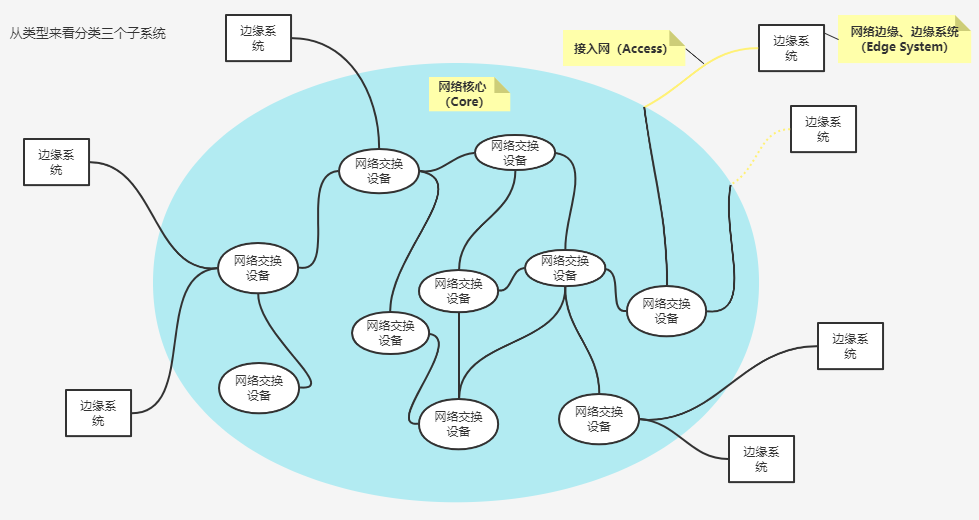 从类型来看分类三个子系统
边缘系
统
接入网（Access）
边缘系
统
网络边缘、边缘系统
（Edge System）
网络核心
（Core）
边缘系
统
边缘系
统
网络交换
设备
网络交换
设备
网络交换
设备
网络交换
设备
网络交换
设备
网络交换
设备
网络交换
设备
边缘系
统
网络交换
设备
边缘系
统
网络交换
设备
网络交换
设备
边缘系
统